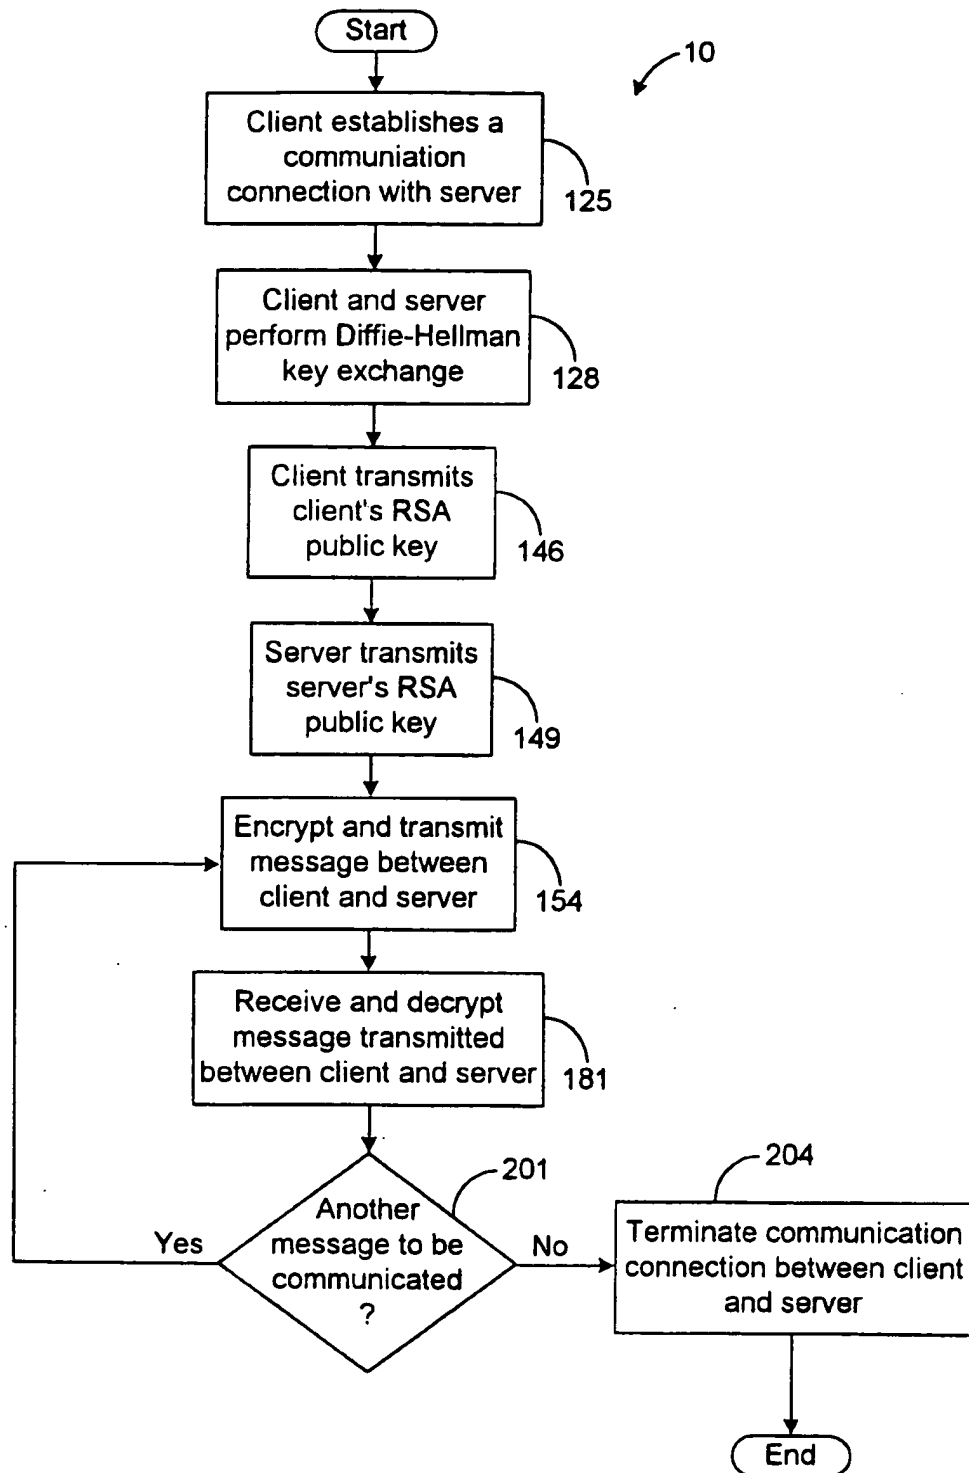 Start
10
Client establishes a
communiation
connection with server
125
Client and server
perform Diffie-Hellman
key exchange
128
Client transmits
client's RSA
public key
146
Server transmits
server's RSA
public key
149
Encrypt and transmit
message between
client and server
154
Receive and decrypt
message transmitted
between client and server
181
201
Another
message to be
communicated
?
Yes
No
204
Terminate communication
connection between client
and server
End